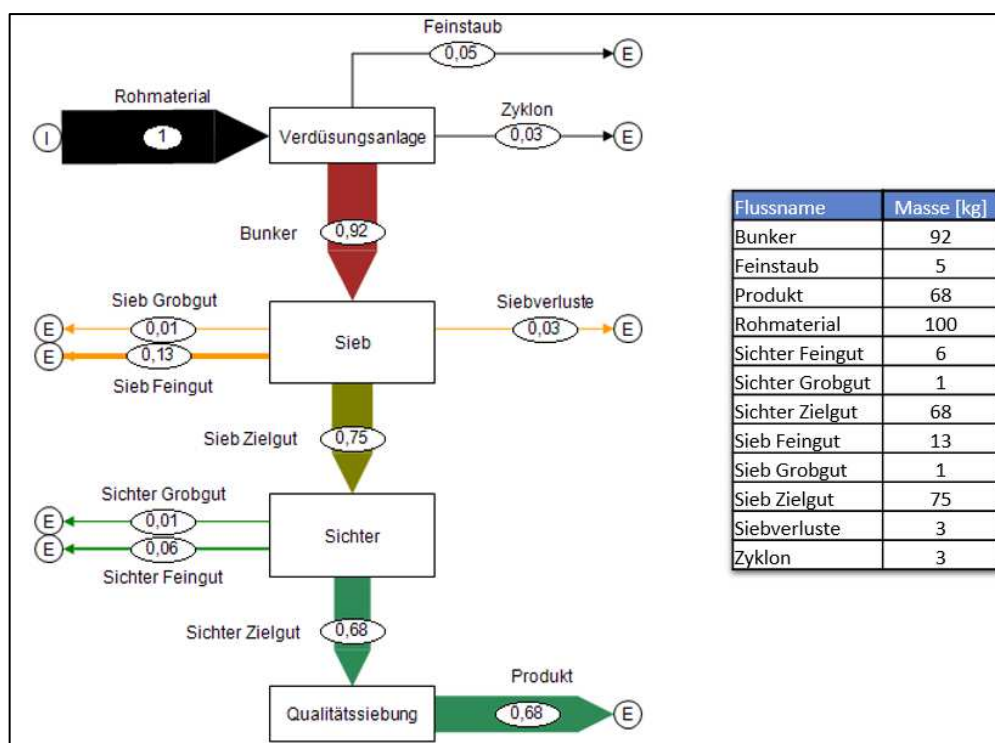 Feinstaub
0,05
E
Rohmaterial
Zyklon
I
1
Verdüsungsanlage
0,03
E
Bunker
0,92
Sieb Grobgut
Siebverluste
E
0,01
Sieb
0,03
E
E
0,13
Sieb Feingut
Sieb Zielgut
0,75
Sichter Grobgut
E
0,01
Sichter
E
0,06
Sichter Feingut
Sichter Zielgut
0,68
Produkt
Qualitätssiebung
0,68
E
Flussname Masse [kg]
Bunker 92
Feinstaub 5
Produkt 68
Rohmaterial 100
Sichter Feingut 6
Sichter Grobgut 1
Sichter Zielgut 68
Sieb Feingut 13
Sieb Grobgut 1
Sieb Zielgut 75
Siebverluste 3
Zyklon 3